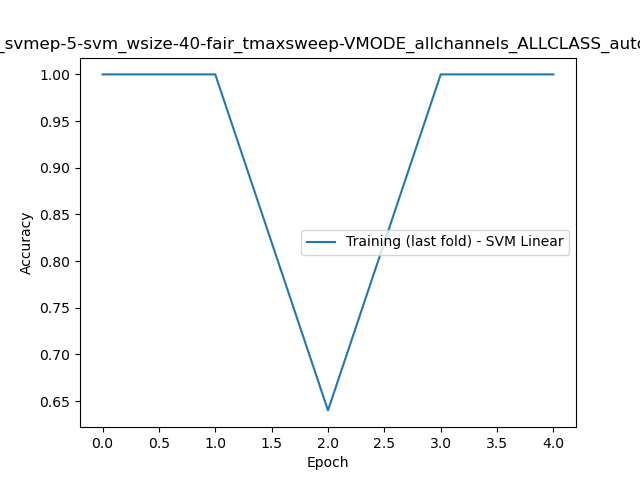 _svmep-5-svm_wsize-40-fair_tmaxsweep-VMODE_allchannels_ALLCLASS_auto
1.00
0.95
0.90
0.85
0.80
0.75
0.70
0.65
Accuracy
Training (last fold) - SVM Linear
0.0 0.5 1.0 1.5 2.0 2.5 3.0 3.5 4.0
Epoch